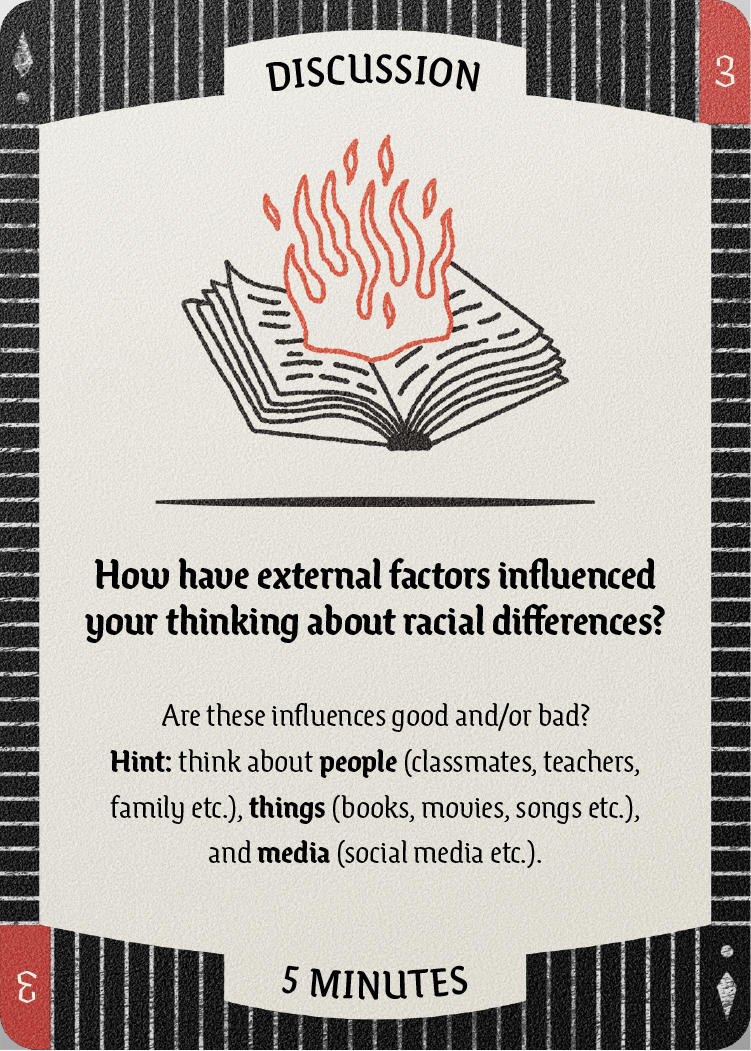 DISCUSSION
3
How have external factors influenced
your thinking about racial differences?
Are these influences good and/or bad?
Hint: think about people (classmates, teachers,
family etc.), things (books, movies, songs etc.),
and media (social media etc.).
3
5 MINUTES